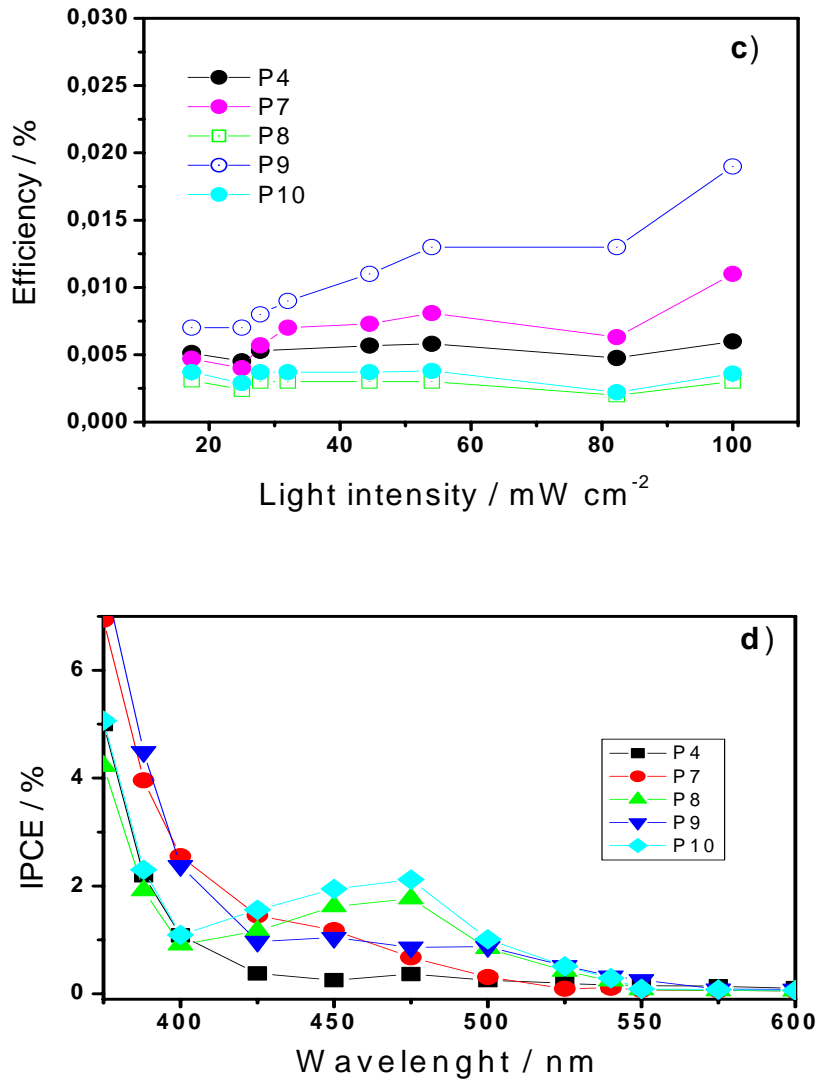 c)
0,030
0,025
0,020
0,015
0,010
0,005
0,000
Efficiency / %
P4
P7
P8
P9
P10
20 40 60 80 100
Light intensity / mW cm⁻²
d)
6
4
2
0
IPCE / %
P4
P7
P8
P9
P10
400 450 500 550 600
Wavelenght / nm